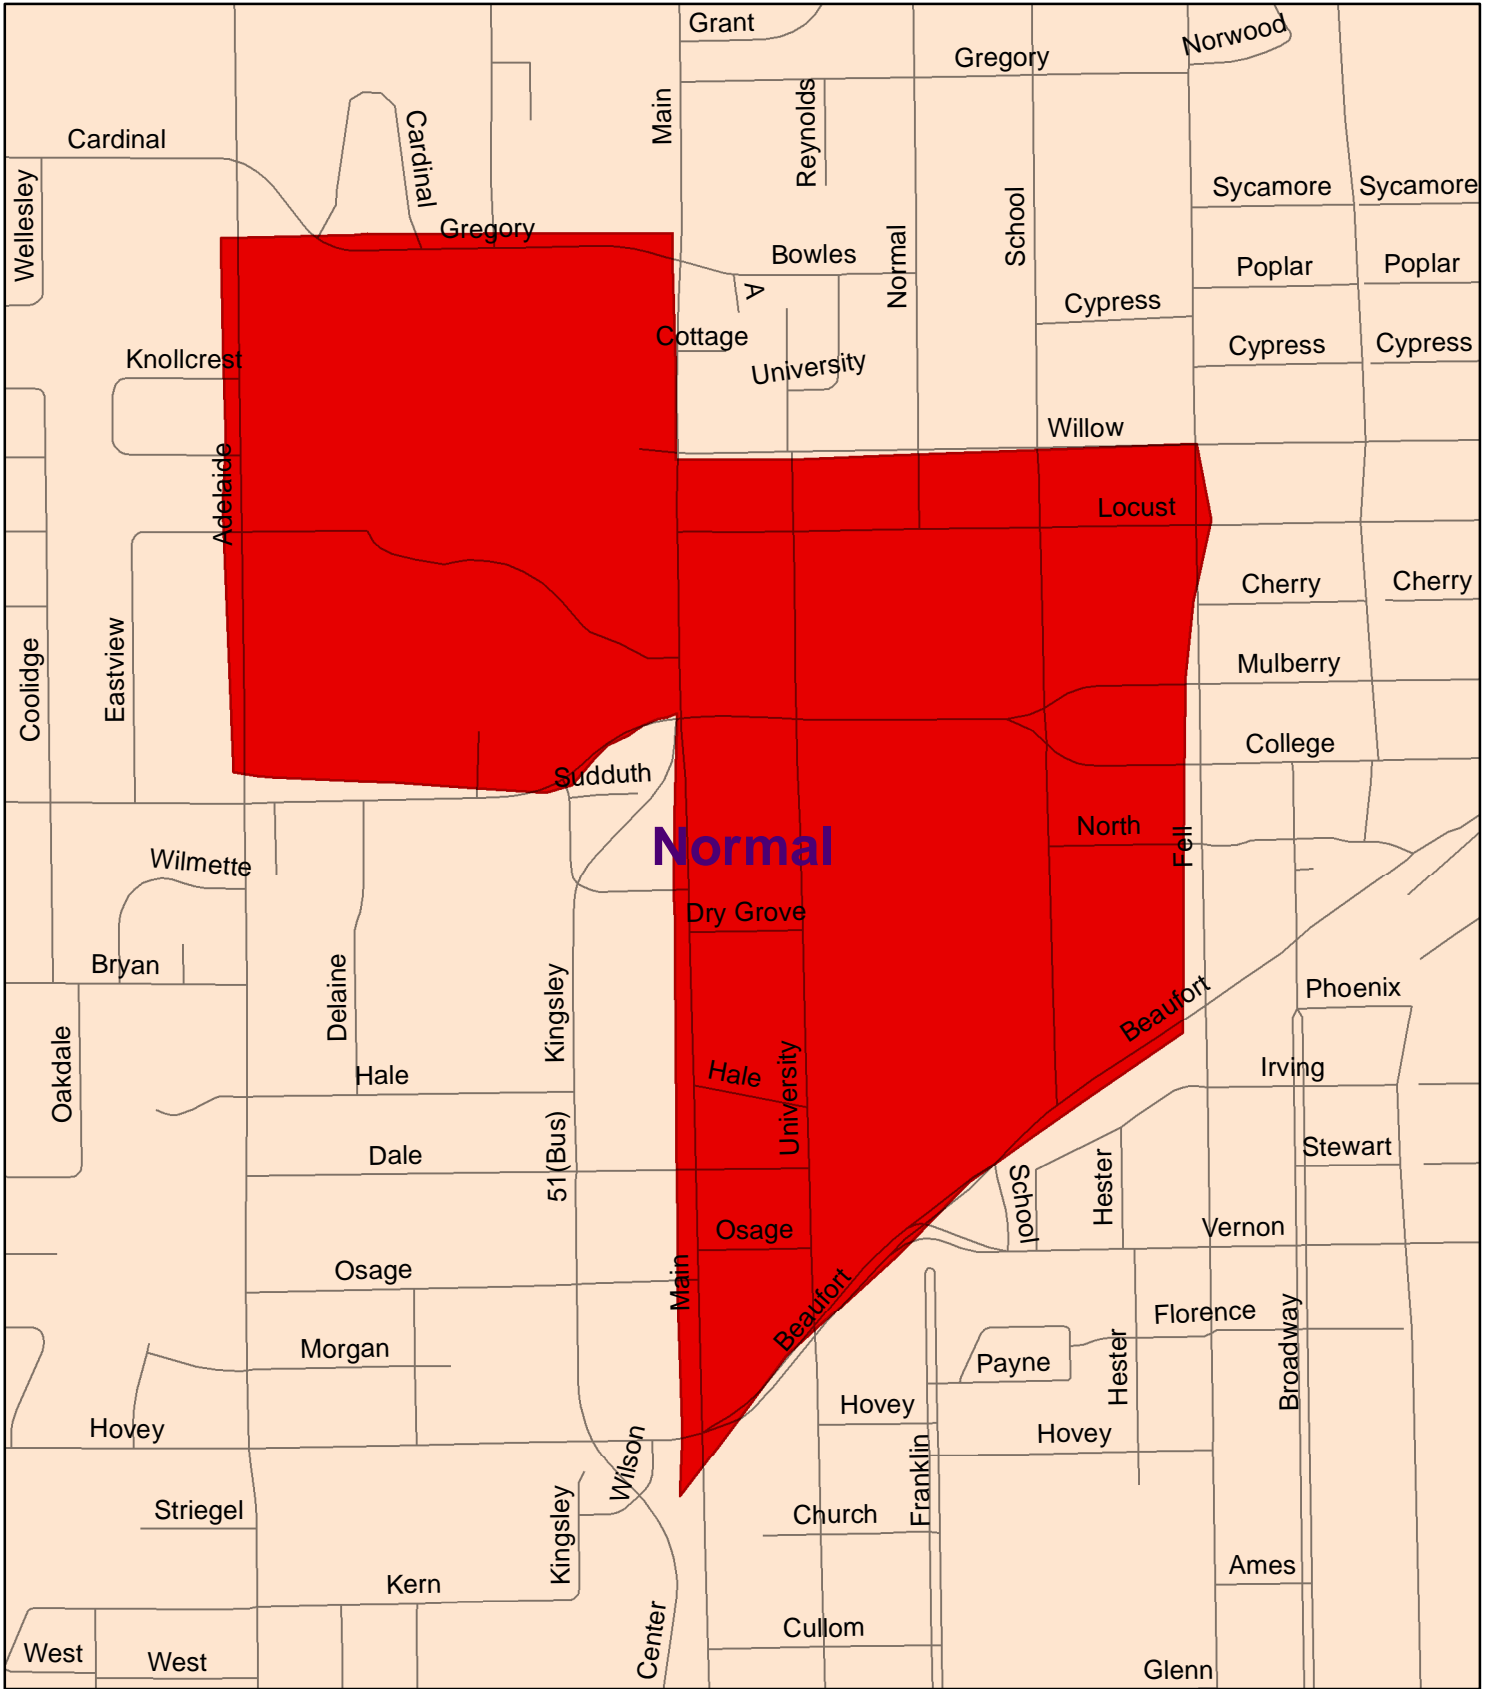 Grant
Norwood
Gregory
Main
Reynolds
Cardinal
Cardinal
Wellesley
Sycamore
Sycamore
School
Gregory
Normal
Bowles
Poplar
Poplar
A
Cypress
Cottage
Cypress
Cypress
Knollcrest
University
Willow
Adelaide
Locust
Cherry
Cherry
Coolidge
Eastview
Mulberry
College
Sudduth
North
Fell
Normal
Wilmette
Dry Grove
Bryan
Delaine
Kingsley
Beaufort
Phoenix
Oakdale
Hale
Hale
University
Irving
51(Bus)
Dale
Stewart
School
Hester
Osage
Vernon
Osage
Main
Beaufort
Florence
Broadway
Morgan
Payne
Hester
Hovey
Hovey
Hovey
Wilson
Franklin
Striegel
Kingsley
Church
Kern
Ames
Center
Cullom
West
West
Glenn